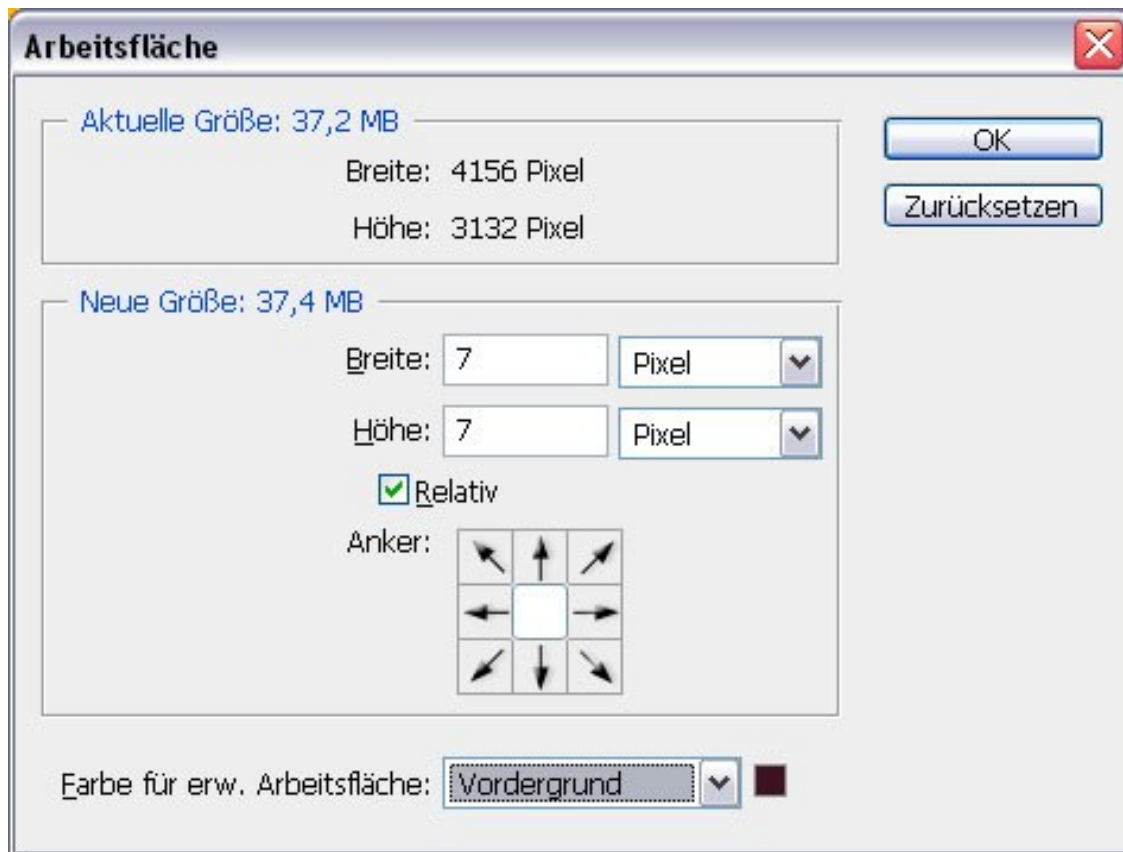 Arbeitsfläche
Aktuelle Größe: 37,2 MB
Breite: 4156 Pixel
Höhe: 3132 Pixel
OK
Zurücksetzen
Neue Größe: 37,4 MB
Breite: 7 Pixel
Höhe: 7 Pixel
Relativ
Anker:
Farbe für erw. Arbeitsfläche: Vordergrund